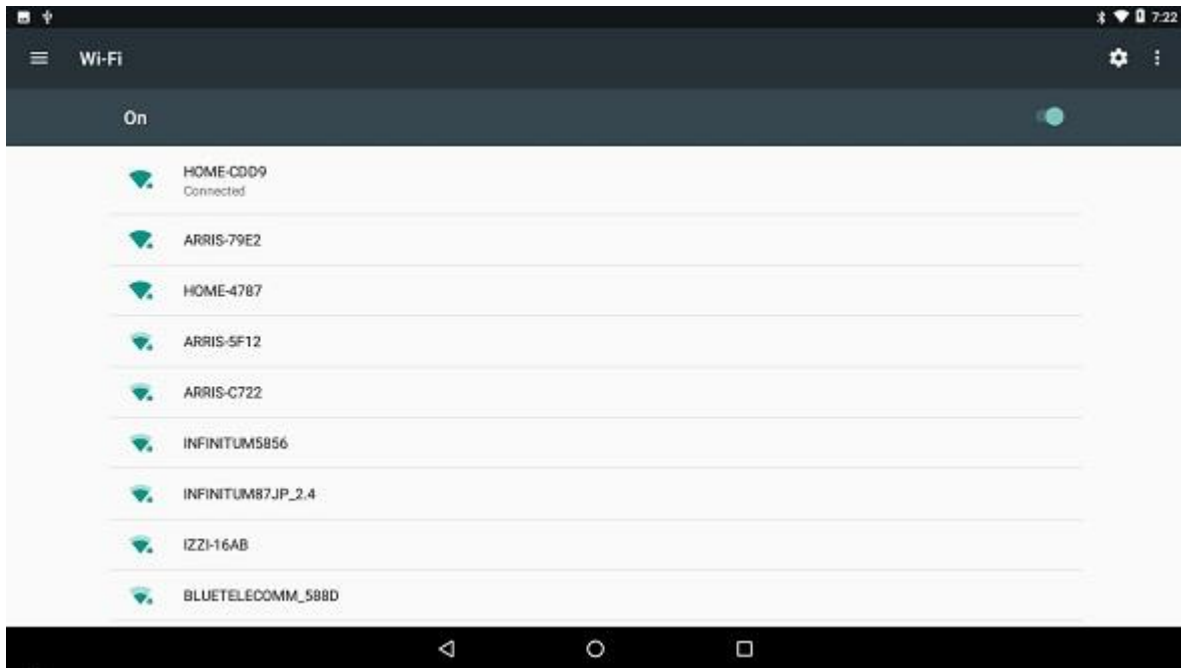 7:22
Wi-Fi
On
HOME-CDD9
Connected
ARRIS-79E2
HOME-4787
ARRIS-5F12
ARRIS-C722
INFINITUM5856
INFINITUM87JP_2.4
IZZI-16AB
BLUETELECOMM_588D